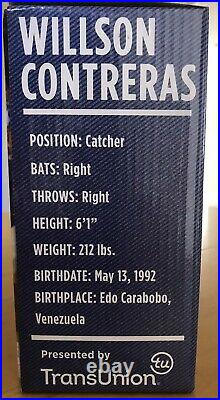 WILLSON
CONTRERAS
POSITION: Catcher
BATS: Right
THROWS: Right
HEIGHT: 6'1"
WEIGHT: 212 lbs.
BIRTHDATE: May 13, 1992
BIRTHPLACE: Edo Carabobo,
Venezuela
Presented by
tu
TransUnion®